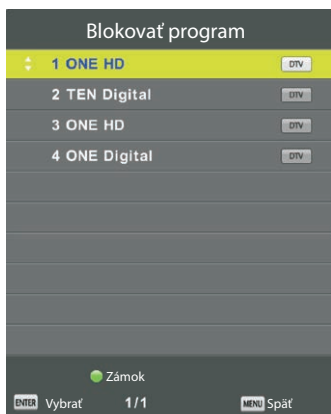 Blokovať program
1 ONE HD DTV
2 TEN Digital DTV
3 ONE HD DTV
4 ONE Digital DTV
Zámok
ENTER Vybrať 1/1 MENU Späť